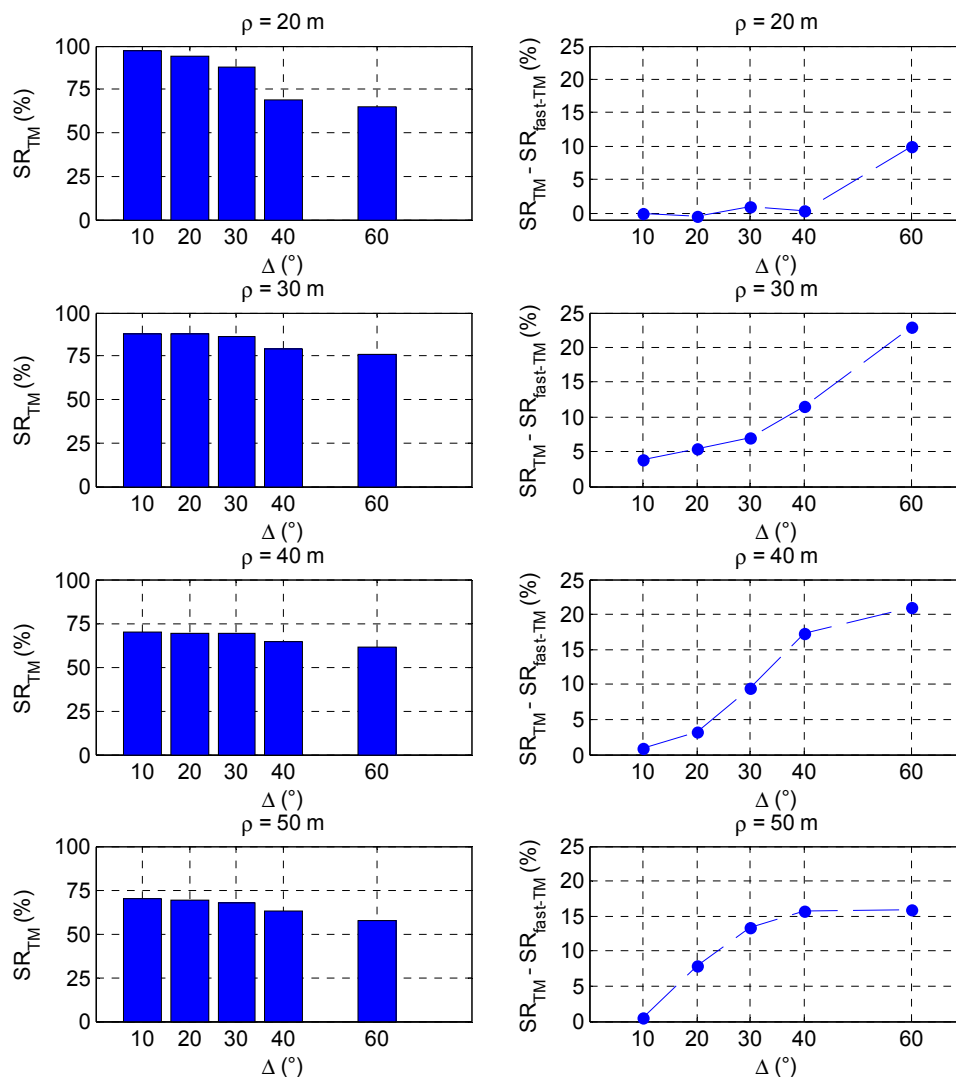 ρ = 20 m
SR_TM (%)
100
75
50
25
0
10 20 30 40 60
Δ (°)
ρ = 20 m
SR_TM - SR_fast-TM (%)
25
20
15
10
5
0
10 20 30 40 60
Δ (°)
ρ = 30 m
SR_TM (%)
100
75
50
25
0
10 20 30 40 60
Δ (°)
ρ = 30 m
SR_TM - SR_fast-TM (%)
25
20
15
10
5
0
10 20 30 40 60
Δ (°)
ρ = 40 m
SR_TM (%)
100
75
50
25
0
10 20 30 40 60
Δ (°)
ρ = 40 m
SR_TM - SR_fast-TM (%)
25
20
15
10
5
0
10 20 30 40 60
Δ (°)
ρ = 50 m
SR_TM (%)
100
75
50
25
0
10 20 30 40 60
Δ (°)
ρ = 50 m
SR_TM - SR_fast-TM (%)
25
20
15
10
5
0
10 20 30 40 60
Δ (°)